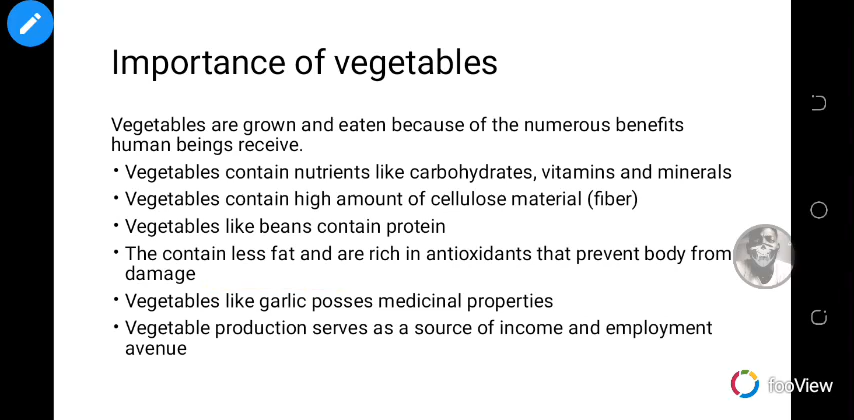 Importance of vegetables
Vegetables are grown and eaten because of the numerous benefits
human beings receive.
• Vegetables contain nutrients like carbohydrates, vitamins and minerals
• Vegetables contain high amount of cellulose material (fiber)
• Vegetables like beans contain protein
• The contain less fat and are rich in antioxidants that prevent body from
damage
• Vegetables like garlic posses medicinal properties
• Vegetable production serves as a source of income and employment
avenue
fooView